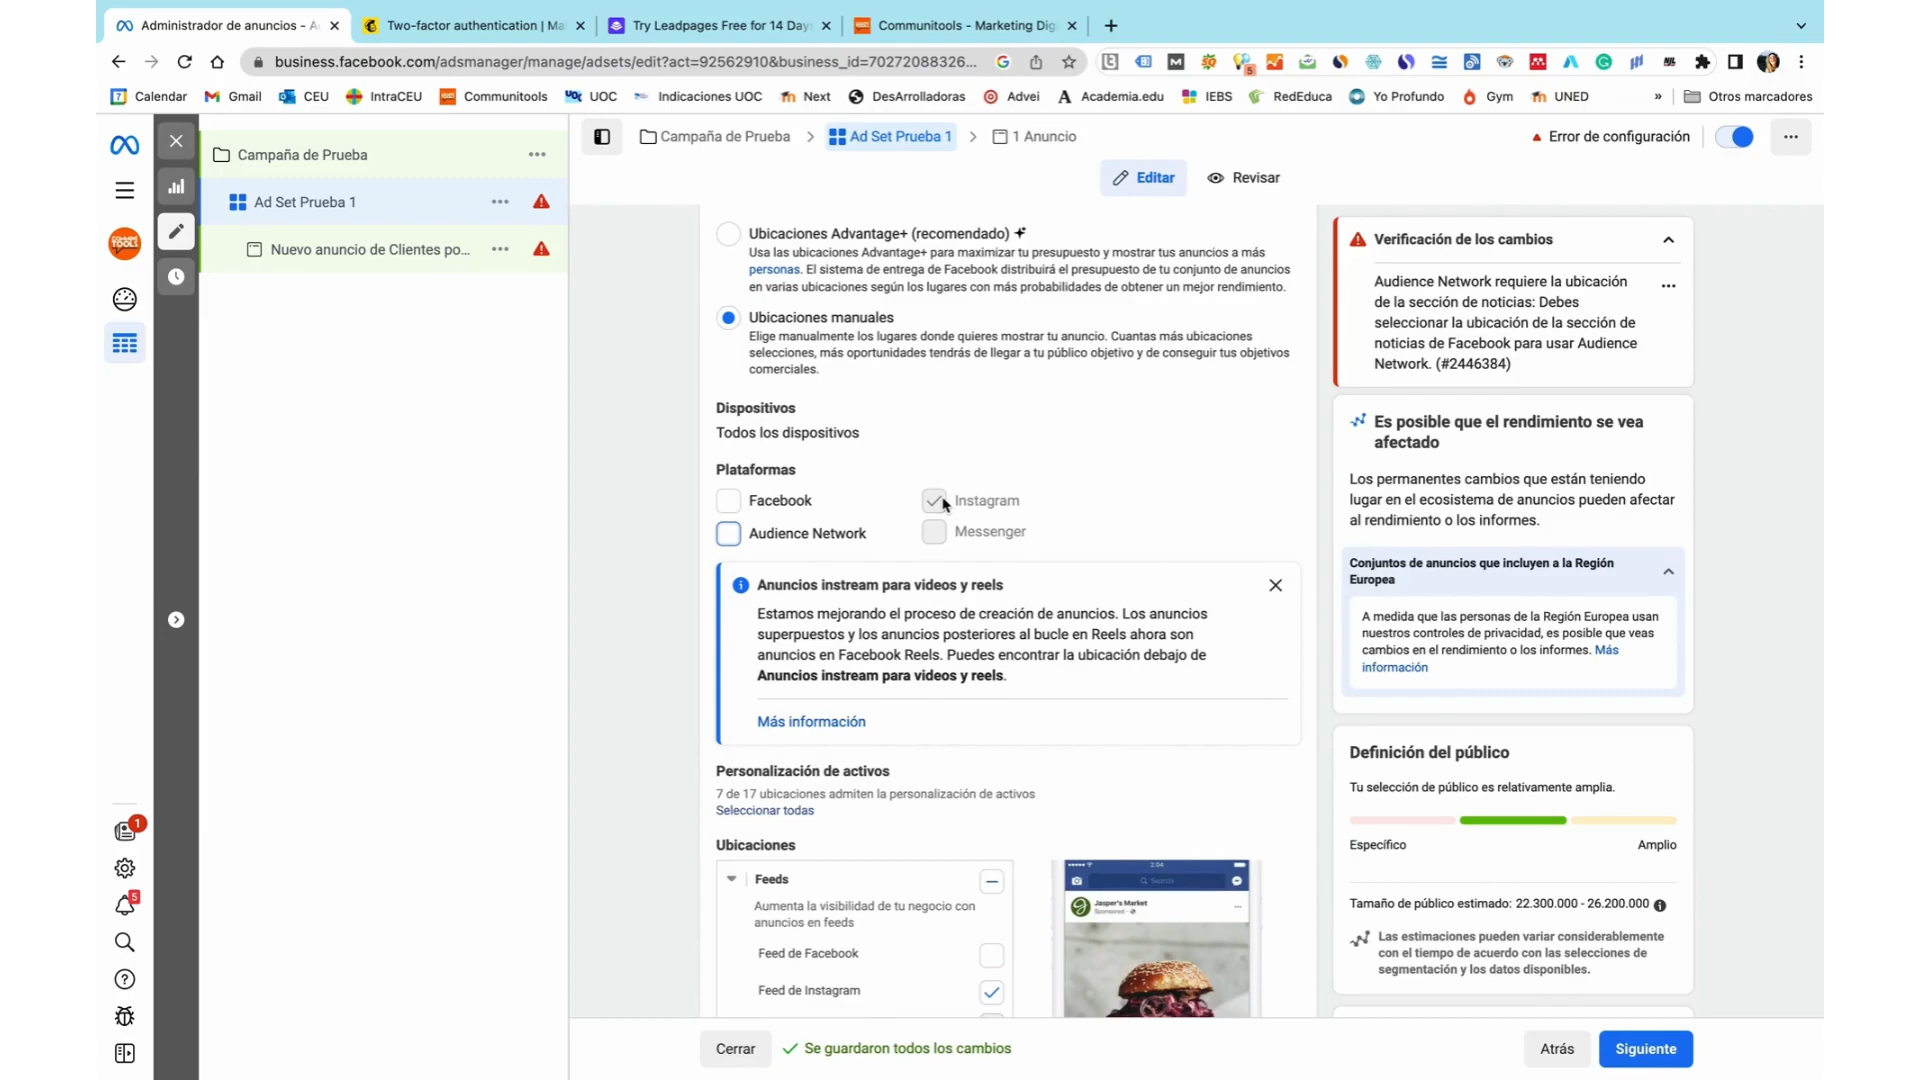 Administrador de anuncios - A
Two-factor authentication | Ma
Try Leadpages Free for 14 Days
Communitools - Marketing Dig
business.facebook.com/adsmanager/manage/adsets/edit?act=92562910&business_id=70272088326...
5
Calendar
Gmail
CEU
IntraCEU
Communitools
UOC
Indicaciones UOC
Next
DesArrolladoras
Advei
Academia.edu
IEBS
RedEduca
Yo Profundo
Gym
UNED
»
Otros marcadores
Campaña de Prueba
Ad Set Prueba 1
Nuevo anuncio de Clientes po...
Campaña de Prueba
Ad Set Prueba 1
1 Anuncio
Error de configuración
Editar
Revisar
Ubicaciones Advantage+ (recomendado)
Usa las ubicaciones Advantage+ para maximizar tu presupuesto y mostrar tus anuncios a más
personas. El sistema de entrega de Facebook distribuirá el presupuesto de tu conjunto de anuncios
en varias ubicaciones según los lugares con más probabilidades de obtener un mejor rendimiento.
Ubicaciones manuales
Elige manualmente los lugares donde quieres mostrar tu anuncio. Cuantas más ubicaciones
selecciones, más oportunidades tendrás de llegar a tu público objetivo y de conseguir tus objetivos
comerciales.
Dispositivos
Todos los dispositivos
Plataformas
Facebook
Instagram
Audience Network
Messenger
Anuncios instream para videos y reels
Estamos mejorando el proceso de creación de anuncios. Los anuncios
superpuestos y los anuncios posteriores al bucle en Reels ahora son
anuncios en Facebook Reels. Puedes encontrar la ubicación debajo de
Anuncios instream para videos y reels.
Más información
Personalización de activos
7 de 17 ubicaciones admiten la personalización de activos
Seleccionar todas
Ubicaciones
Feeds
Aumenta la visibilidad de tu negocio con
anuncios en feeds
Feed de Facebook
Feed de Instagram
2:04
Search
Jasper's Market
Sponsored
Verificación de los cambios
Audience Network requiere la ubicación
de la sección de noticias: Debes
seleccionar la ubicación de la sección de
noticias de Facebook para usar Audience
Network. (#2446384)
Es posible que el rendimiento se vea
afectado
Los permanentes cambios que están teniendo
lugar en el ecosistema de anuncios pueden afectar
al rendimiento o los informes.
Conjuntos de anuncios que incluyen a la Región
Europea
A medida que las personas de la Región Europea usan
nuestros controles de privacidad, es posible que veas
cambios en el rendimiento o los informes. Más
información
Definición del público
Tu selección de público es relativamente amplia.
Específico
Amplio
Tamaño de público estimado: 22.300.000 - 26.200.000
Las estimaciones pueden variar considerablemente
con el tiempo de acuerdo con las selecciones de
segmentación y los datos disponibles.
1
5
Cerrar
Se guardaron todos los cambios
Atrás
Siguiente